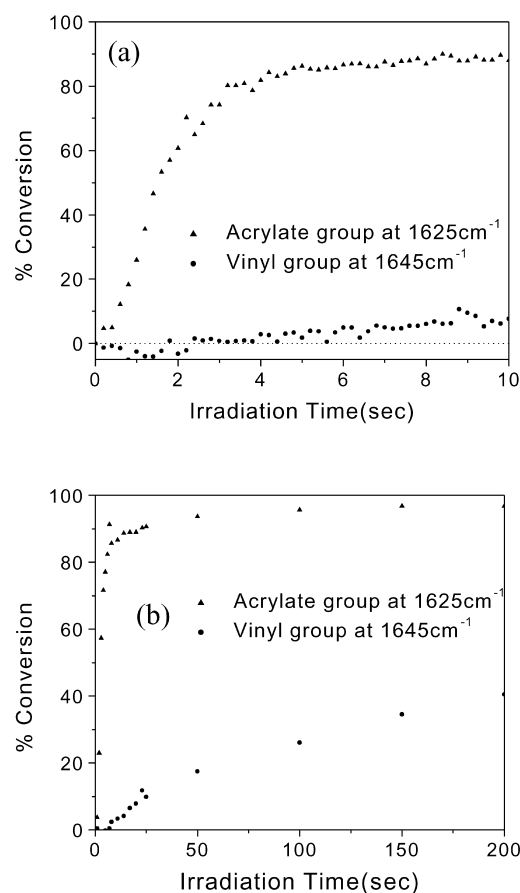 100
(a)
80
60
% Conversion
40
Acrylate group at 1625cm-1
Vinyl group at 1645cm-1
20
0
0 2 4 6 8 10
Irradiation Time(sec)
100
80
Acrylate group at 1625cm-1
(b)
Vinyl group at 1645cm-1
60
% Conversion
40
20
0
0 50 100 150 200
Irradiation Time(sec)